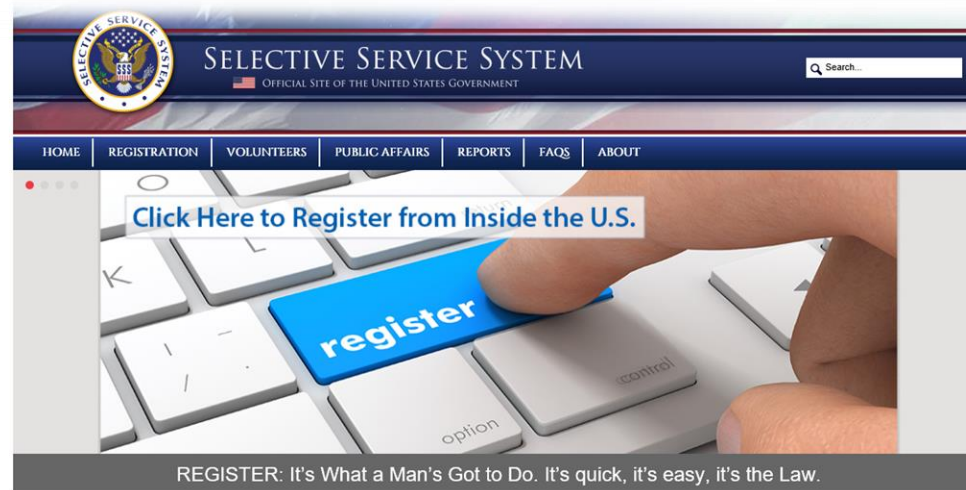 SELECTIVE SERVICE SYSTEM
SELECTIVE SERVICE SYSTEM
OFFICIAL SITE OF THE UNITED STATES GOVERNMENT
Search...
HOME REGISTRATION VOLUNTEERS PUBLIC AFFAIRS REPORTS FAQS ABOUT
Click Here to Register from Inside the U.S.
return
K
L
register
control
option
REGISTER: It's What a Man's Got to Do. It's quick, it's easy, it's the Law.